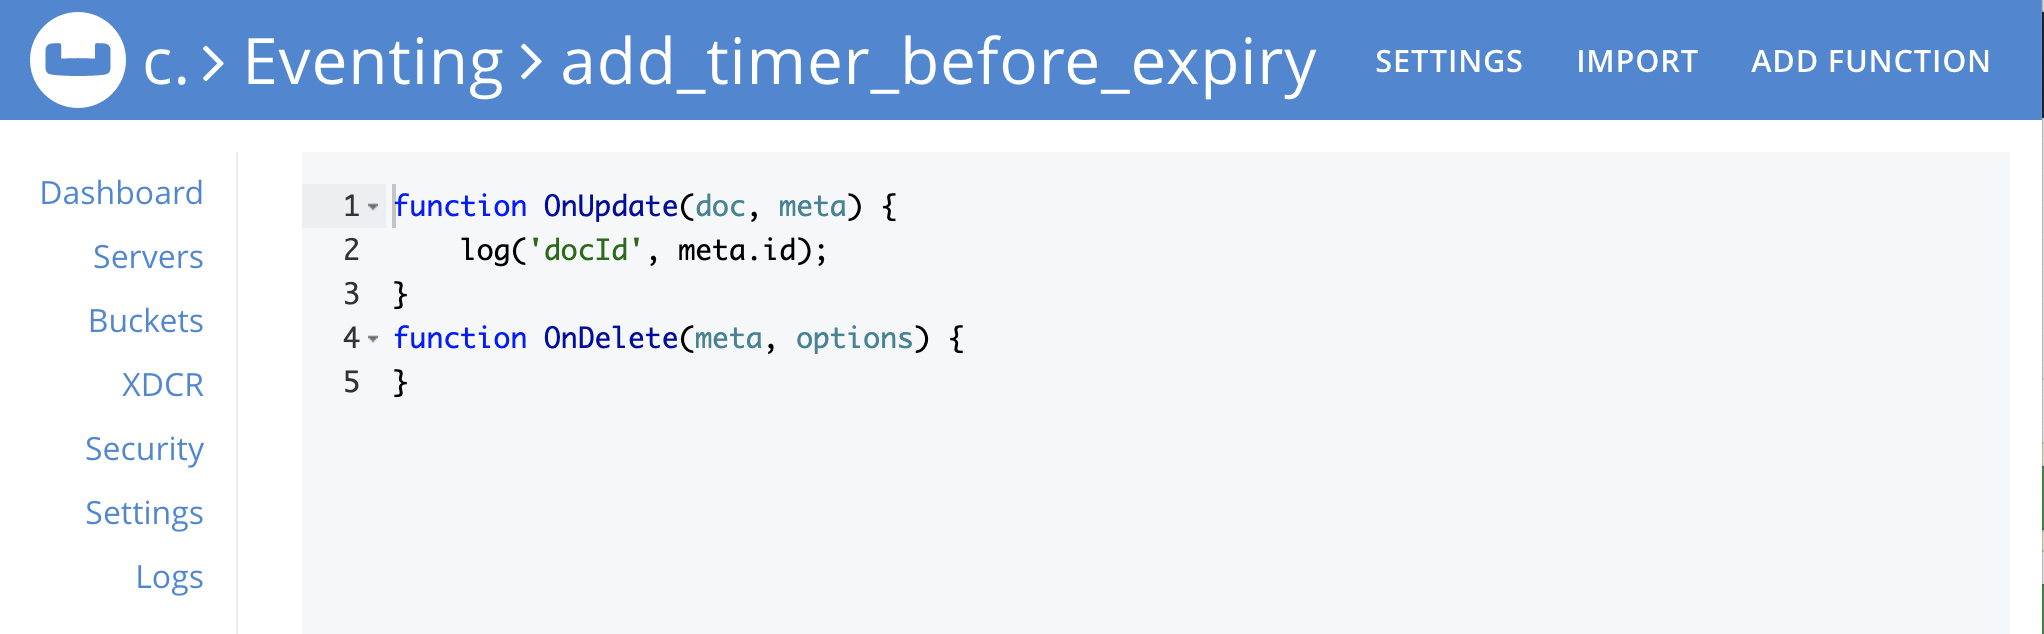 c. > Eventing > add_timer_before_expiry SETTINGS IMPORT ADD FUNCTION
Dashboard
Servers
Buckets
XDCR
Security
Settings
Logs
1 function OnUpdate(doc, meta) {
2     log('docId', meta.id);
3 }
4 function OnDelete(meta, options) {
5 }